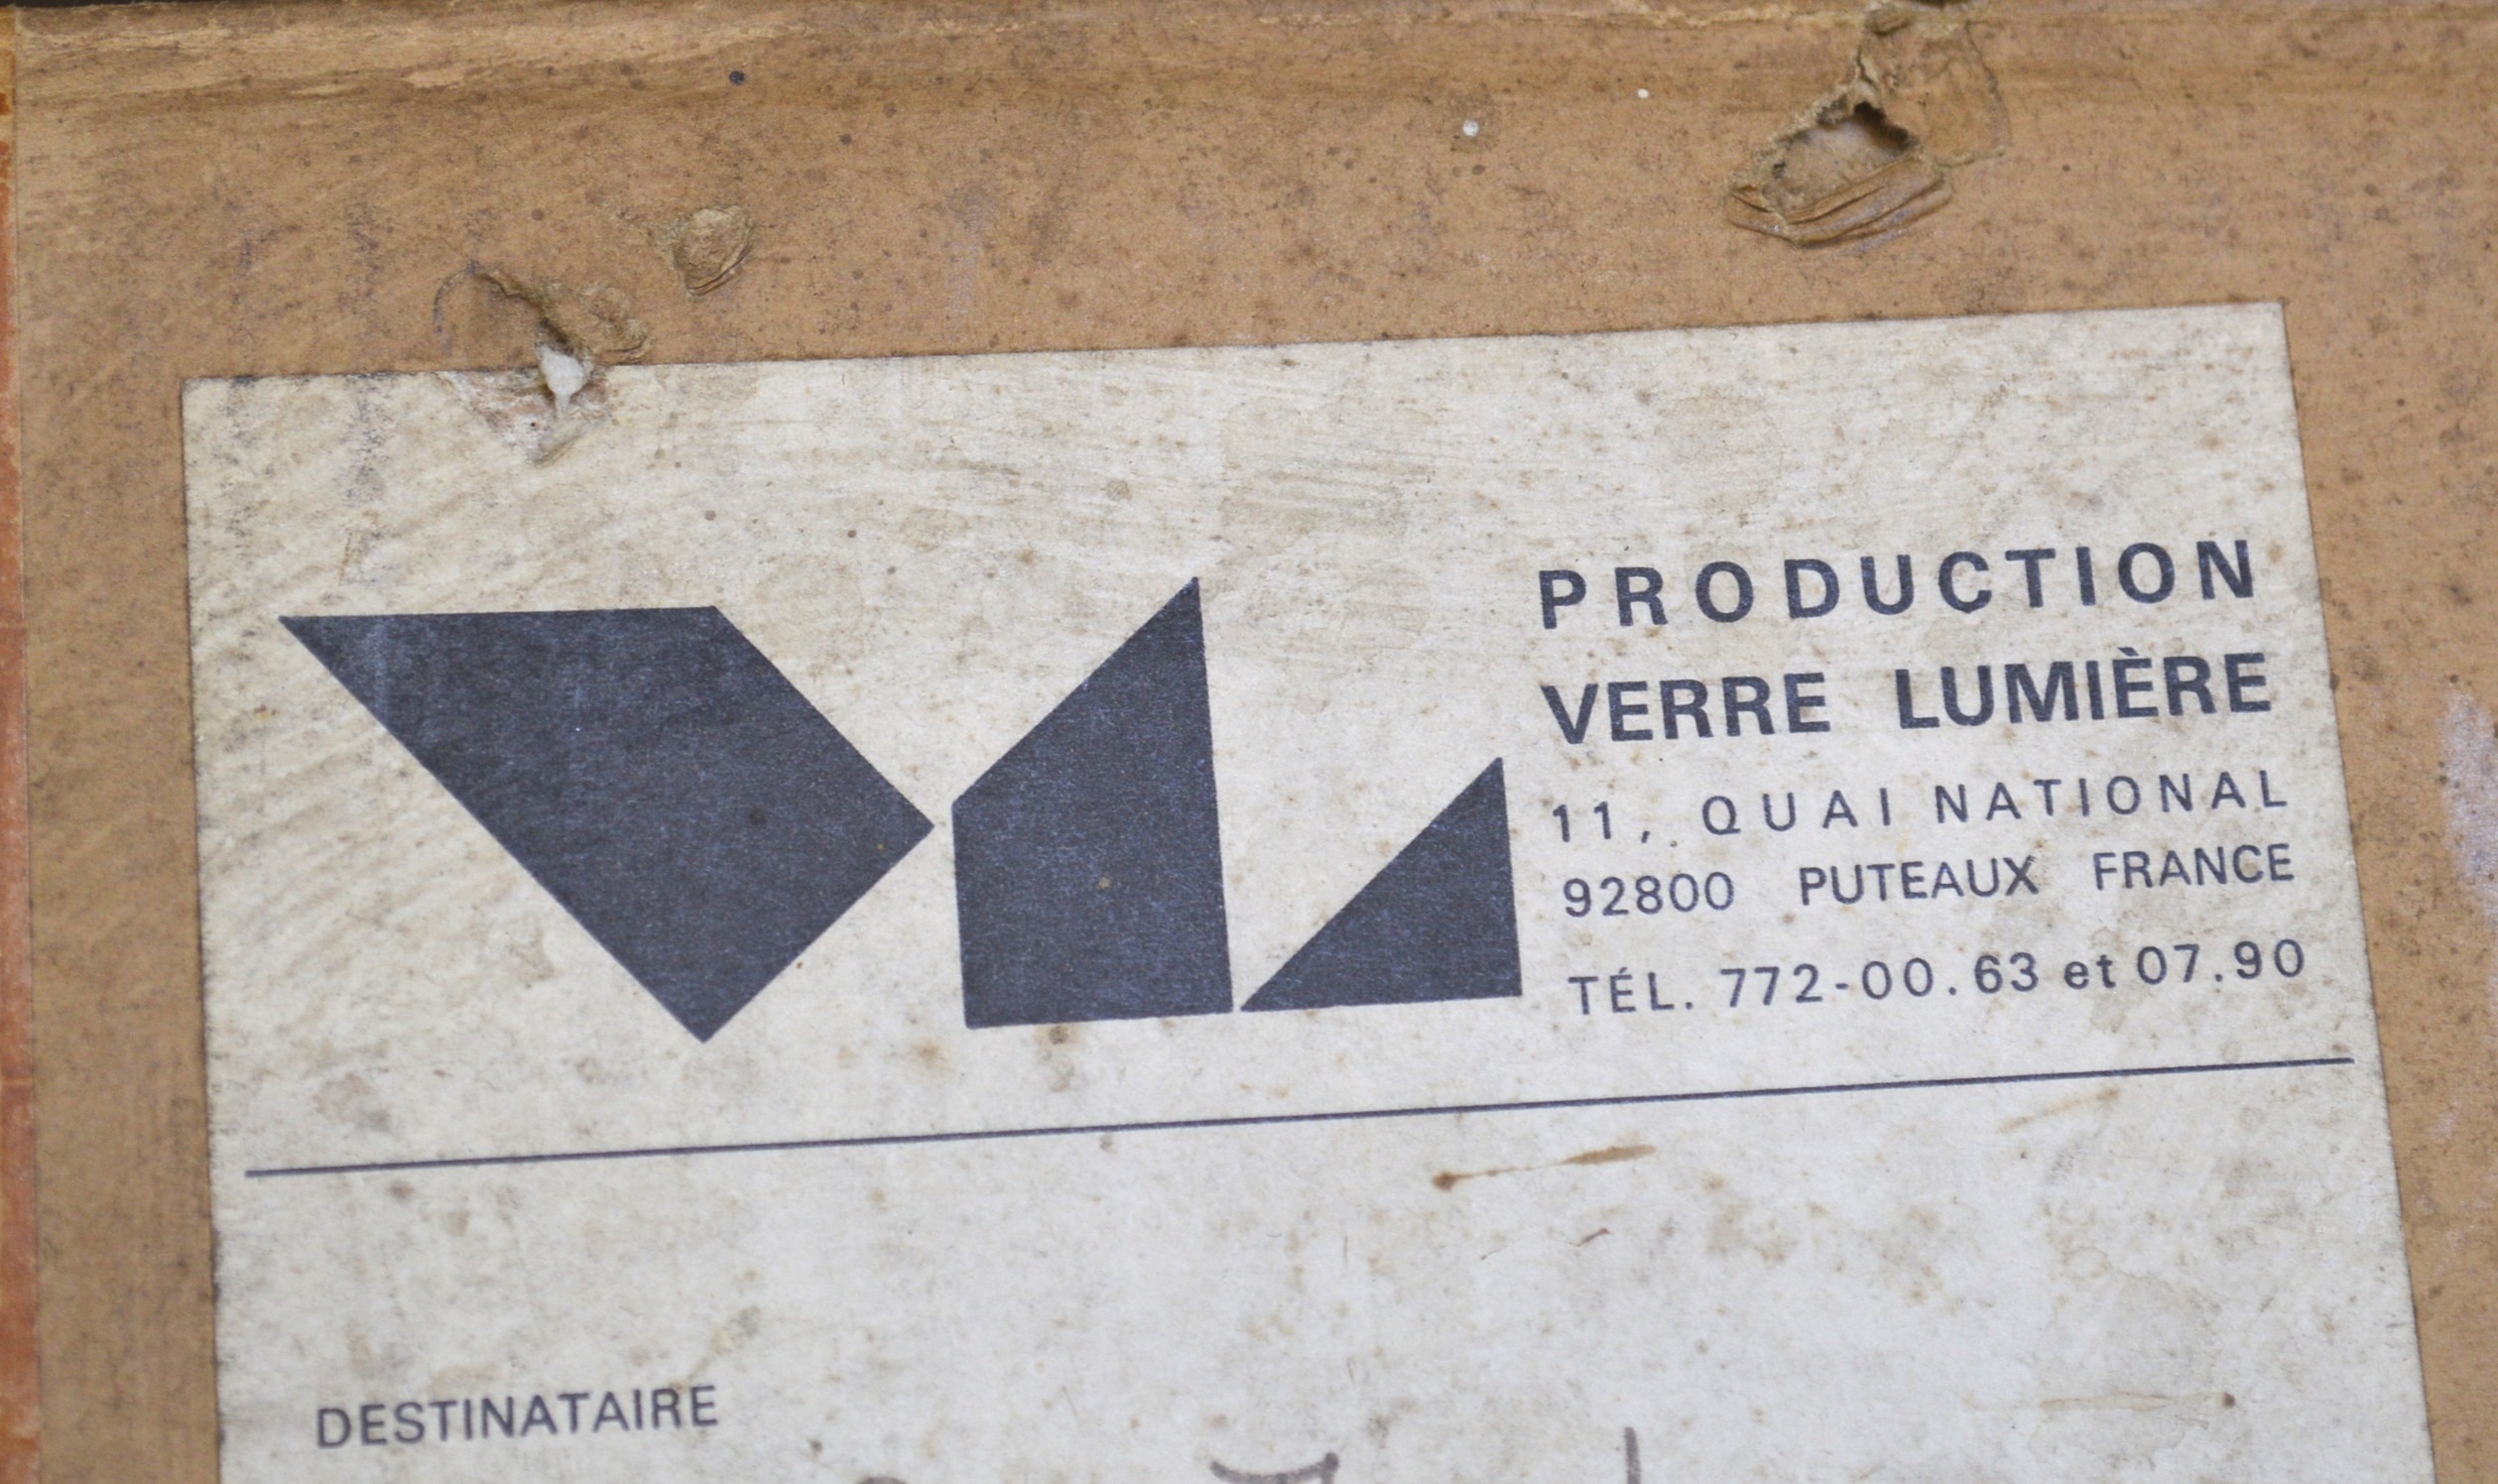 PRODUCTION
VERRE LUMIÈRE
11, QUAI NATIONAL
92800 PUTEAUX FRANCE
TÉL. 772-00.63 et 07.90
DESTINATAIRE